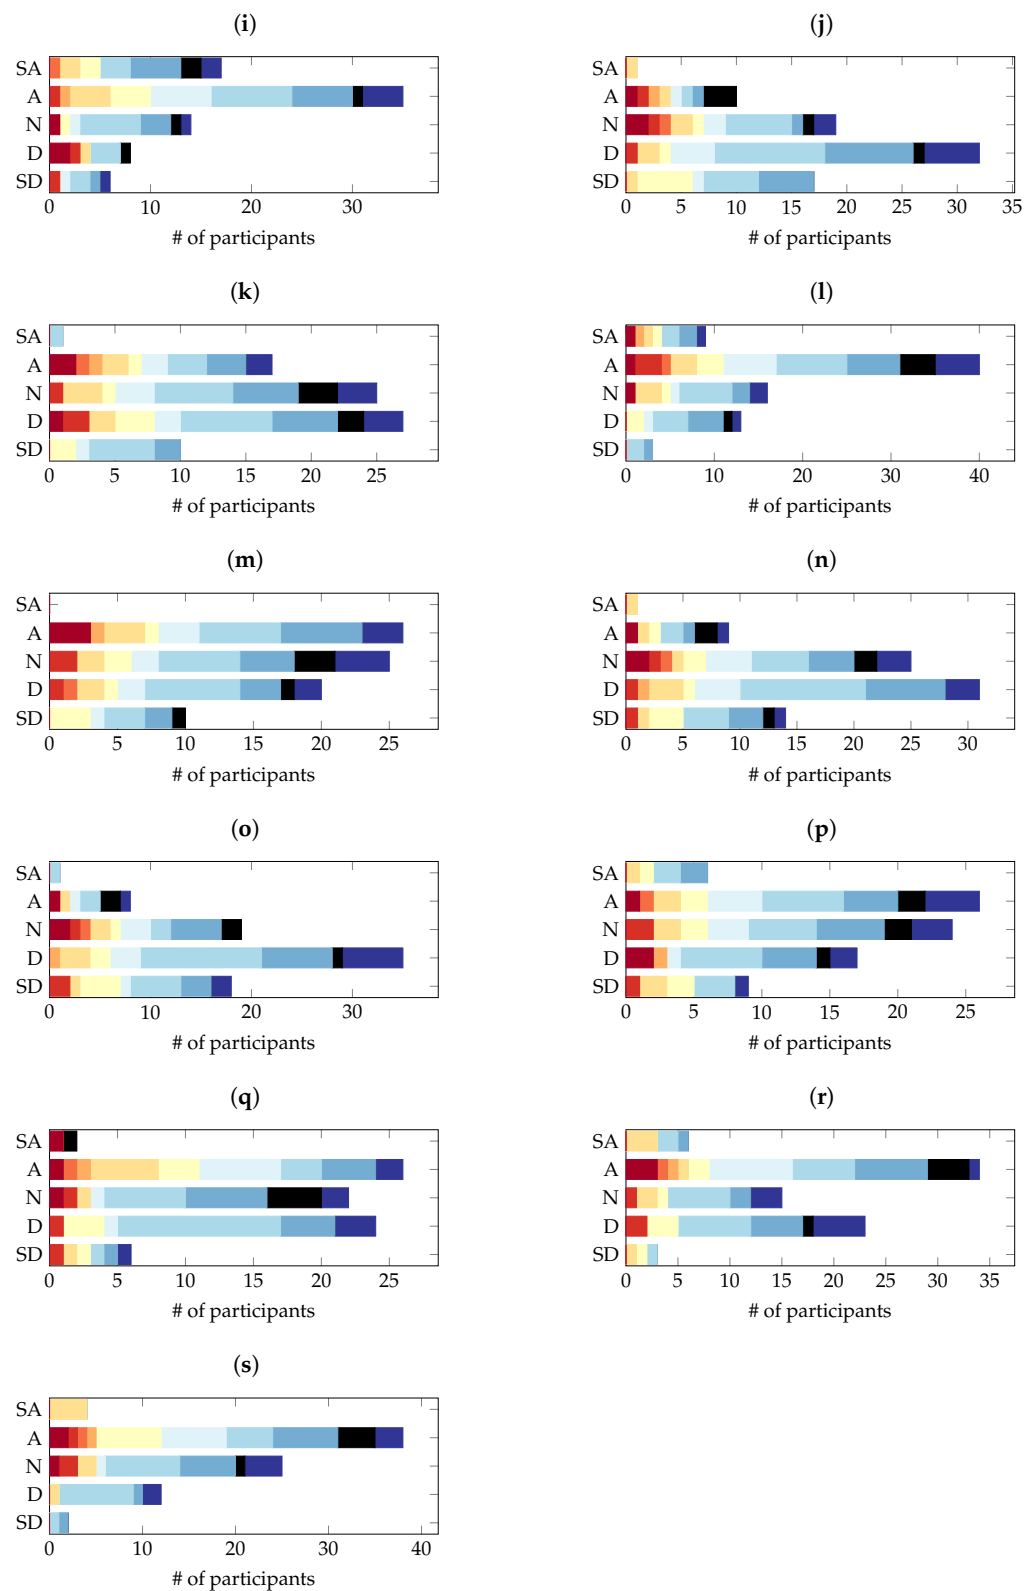 (i)
SA
A
N
D
SD
0 10 20 30
# of participants
(j)
SA
A
N
D
SD
0 5 10 15 20 25 30 35
# of participants
(k)
SA
A
N
D
SD
0 5 10 15 20 25
# of participants
(l)
SA
A
N
D
SD
0 10 20 30 40
# of participants
(m)
SA
A
N
D
SD
0 5 10 15 20 25
# of participants
(n)
SA
A
N
D
SD
0 5 10 15 20 25 30
# of participants
(o)
SA
A
N
D
SD
0 10 20 30
# of participants
(p)
SA
A
N
D
SD
0 5 10 15 20 25
# of participants
(q)
SA
A
N
D
SD
0 5 10 15 20 25
# of participants
(r)
SA
A
N
D
SD
0 5 10 15 20 25 30 35
# of participants
(s)
SA
A
N
D
SD
0 10 20 30 40
# of participants